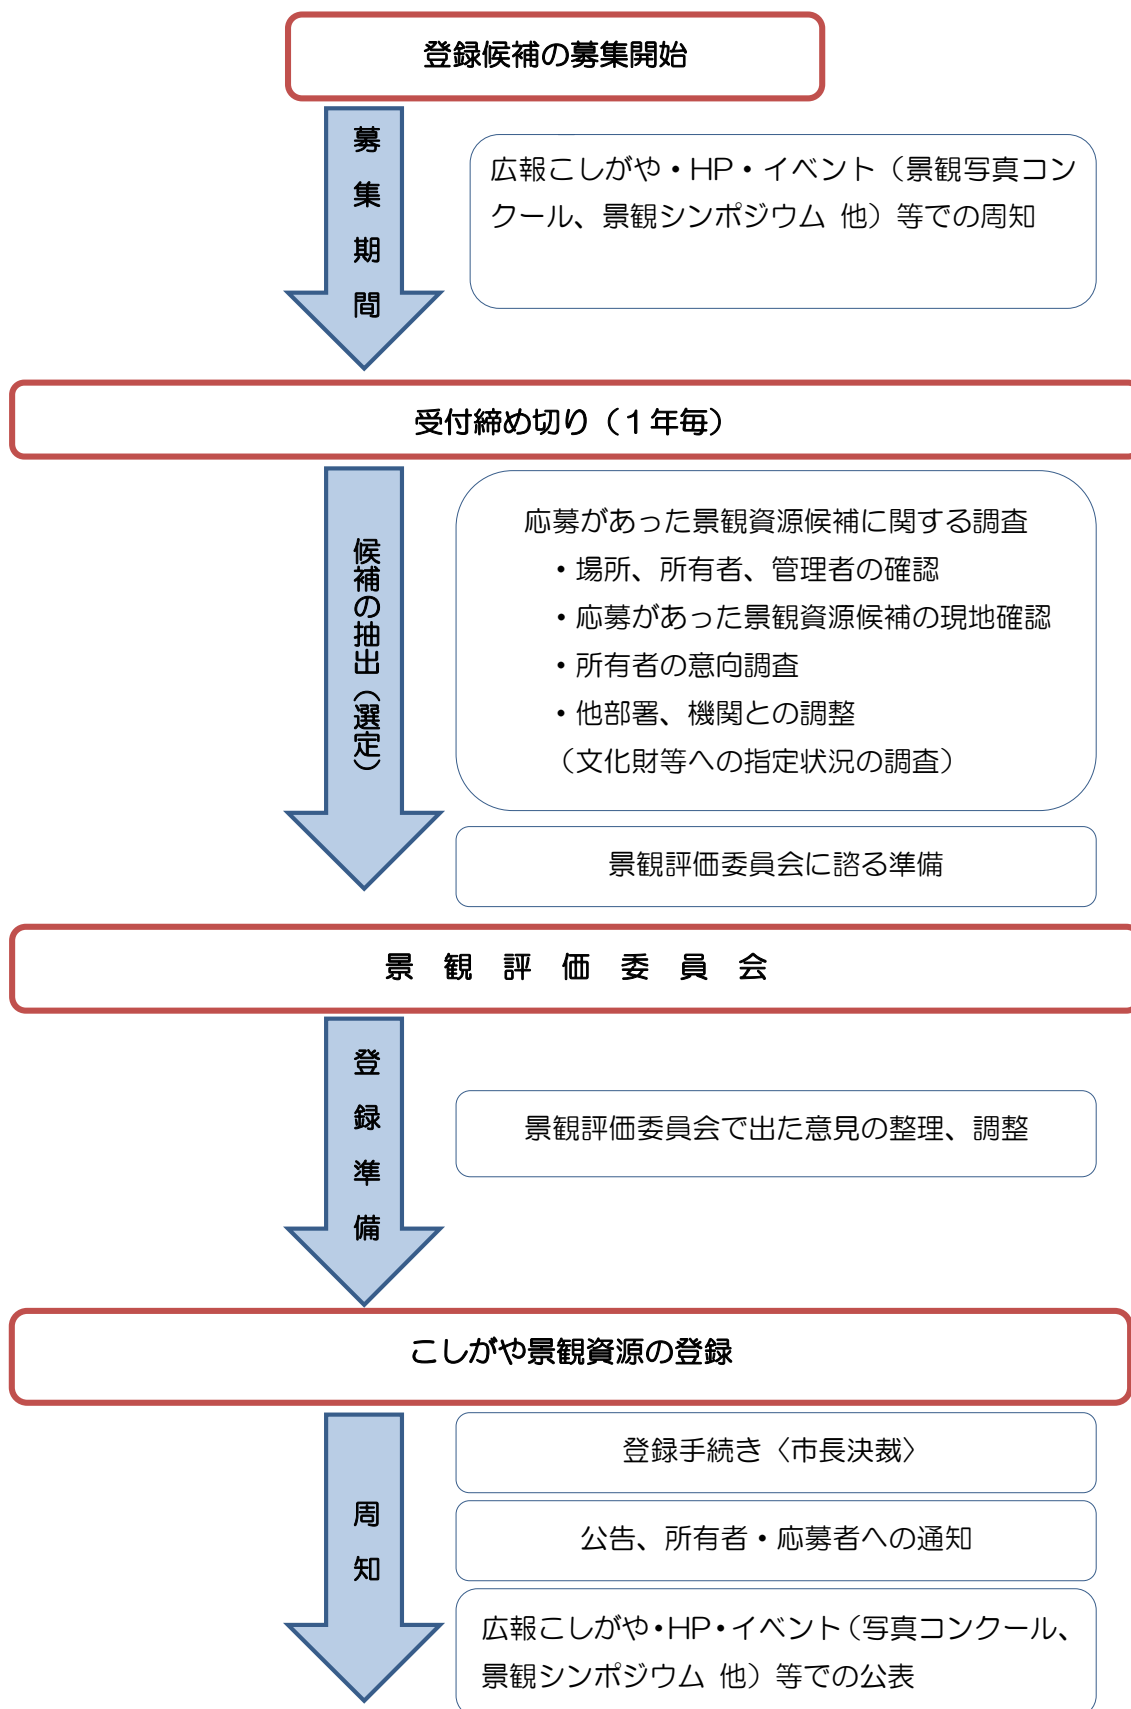 登録候補の募集開始
募集期間
広報こしがや・HP・イベント（景観写真コン
クール、景観シンポジウム 他）等での周知
受付締め切り（１年毎）
候補の抽出（選定）
応募があった景観資源候補に関する調査
・場所、所有者、管理者の確認
・応募があった景観資源候補の現地確認
・所有者の意向調査
・他部署、機関との調整
（文化財等への指定状況の調査）
景観評価委員会に諮る準備
景 観 評 価 委 員 会
登録準備
景観評価委員会で出た意見の整理、調整
こしがや景観資源の登録
周知
登録手続き〈市長決裁〉
公告、所有者・応募者への通知
広報こしがや・HP・イベント（写真コンクール、
景観シンポジウム 他）等での公表